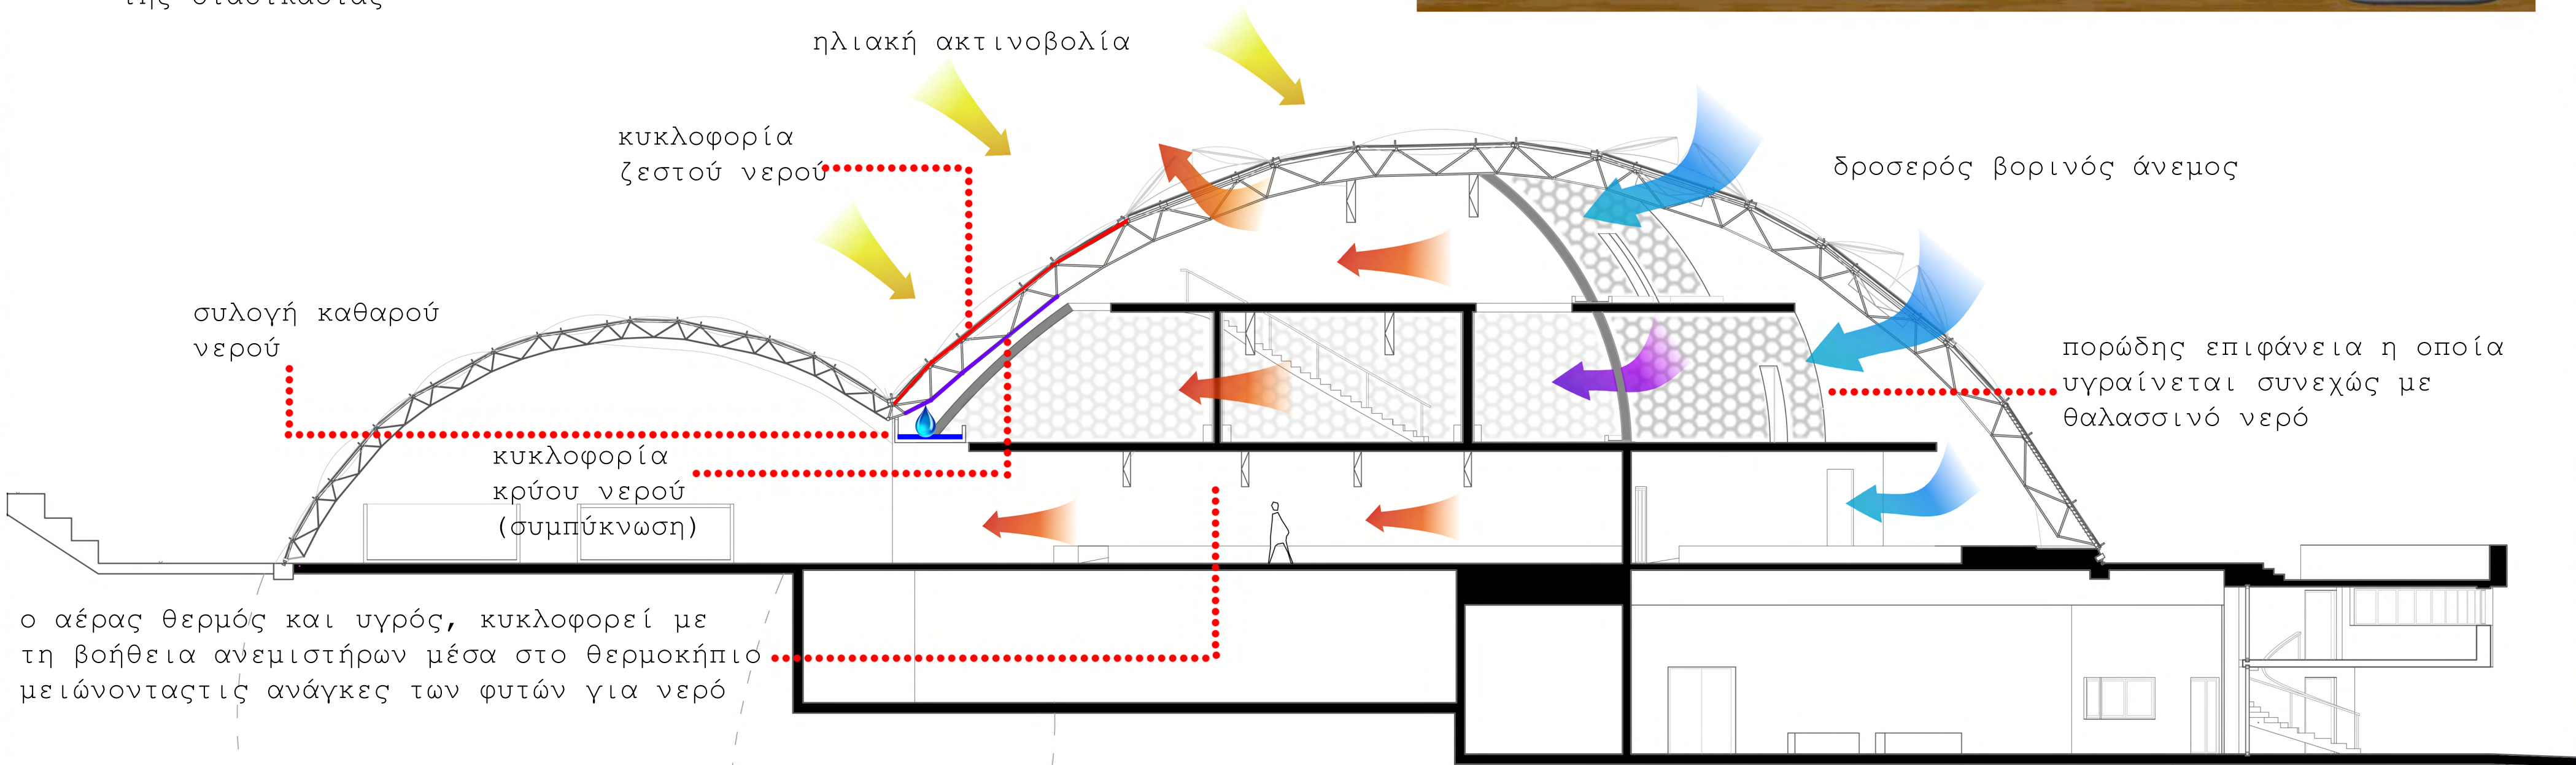 της διαδικασίας
ηλιακή ακτινοβολία
κυκλοφορία
ζεστού νερού
δροσερός βορινός άνεμος
συλογή καθαρού
νερού
πορώδης επιφάνεια η οποία
υγραίνεται συνεχώς με
θαλασσινό νερό
κυκλοφορία
κρύου νερού
(συμπύκνωση)
ο αέρας θερμός και υγρός, κυκλοφορεί με
τη βοήθεια ανεμιστήρων μέσα στο θερμοκήπιο
μειώνονταςτις ανάγκες των φυτών για νερό